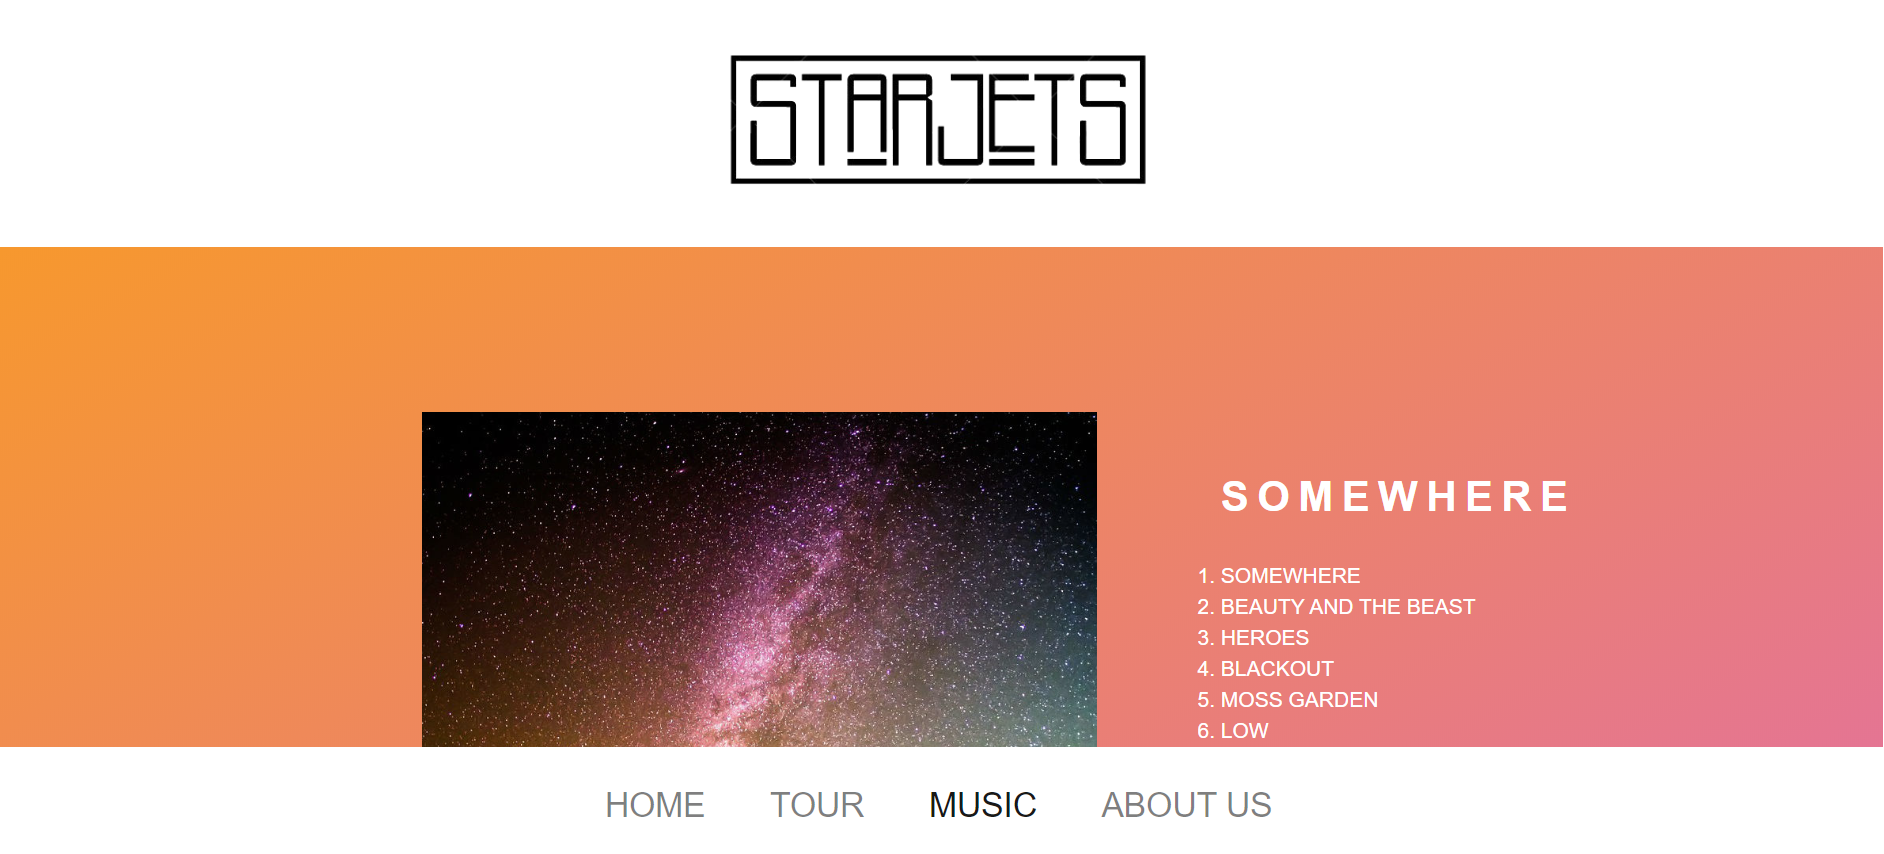 STARJETS
SOMEWHERE
1. SOMEWHERE
2. BEAUTY AND THE BEAST
3. HEROES
4. BLACKOUT
5. MOSS GARDEN
6. LOW
HOME TOUR MUSIC ABOUT US